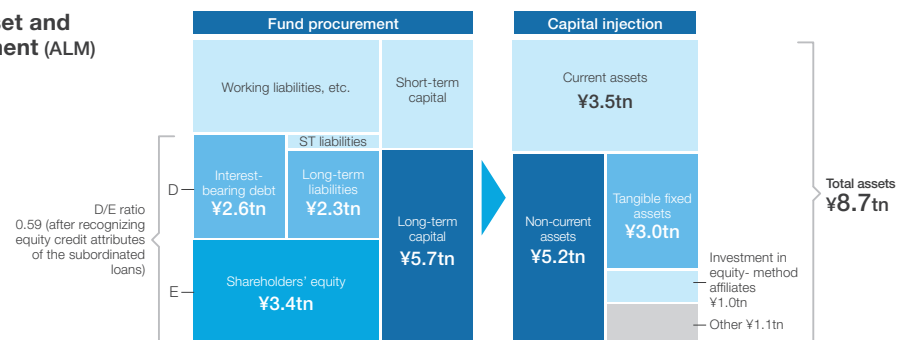 set and
ment (ALM)
Fund procurement
Capital injection
Working liabilities, etc.
Short-term
capital
Current assets
¥3.5tn
ST liabilities
D
Interest-
bearing debt
¥2.6tn
Long-term
liabilities
¥2.3tn
Long-term
capital
¥5.7tn
Non-current
assets
¥5.2tn
Tangible fixed
assets
¥3.0tn
Total assets
¥8.7tn
D/E ratio
0.59 (after recognizing
equity credit attributes
of the subordinated
loans)
E
Shareholders' equity
¥3.4tn
Investment in
equity- method
affiliates
¥1.0tn
Other ¥1.1tn